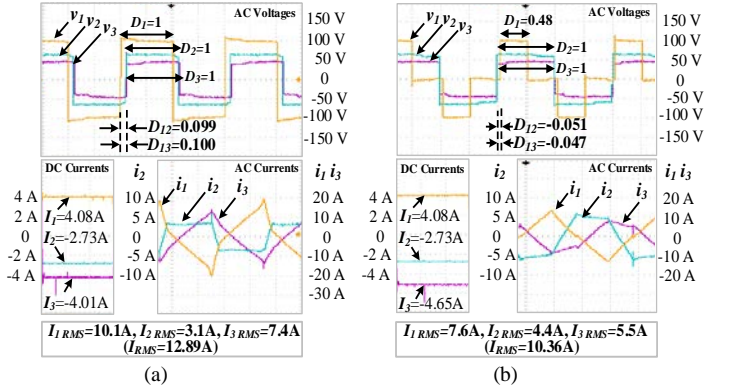 AC Voltages
v1 v2 v3
D1=1
D2=1
D3=1
D12=0.099
D13=0.100
150 V
100 V
50 V
0
-50 V
-100 V
-150 V
DC Currents
4 A
2 A
0
-2 A
-4 A
I1=4.08A
I2=-2.73A
I3=-4.01A
AC Currents
i2
10 A
5 A
0
-5 A
-10 A
i1 i2 i3
i1 i3
20 A
10 A
0
-10 A
-20 A
-30 A
I1 RMS=10.1A, I2 RMS=3.1A, I3 RMS=7.4A
(IRMS=12.89A)
(a)
AC Voltages
v1 v2 v3
D1=0.48
D2=1
D3=1
D12=-0.051
D13=-0.047
150 V
100 V
50 V
0
-50 V
-100 V
-150 V
DC Currents
4 A
2 A
0
-2 A
-4 A
I1=4.08A
I2=-2.73A
I3=-4.65A
AC Currents
i2
10 A
5 A
0
-5 A
-10 A
i1 i2 i3
i1 i3
20 A
10 A
0
-10 A
-20 A
-30 A
I1 RMS=7.6A, I2 RMS=4.4A, I3 RMS=5.5A
(IRMS=10.36A)
(b)